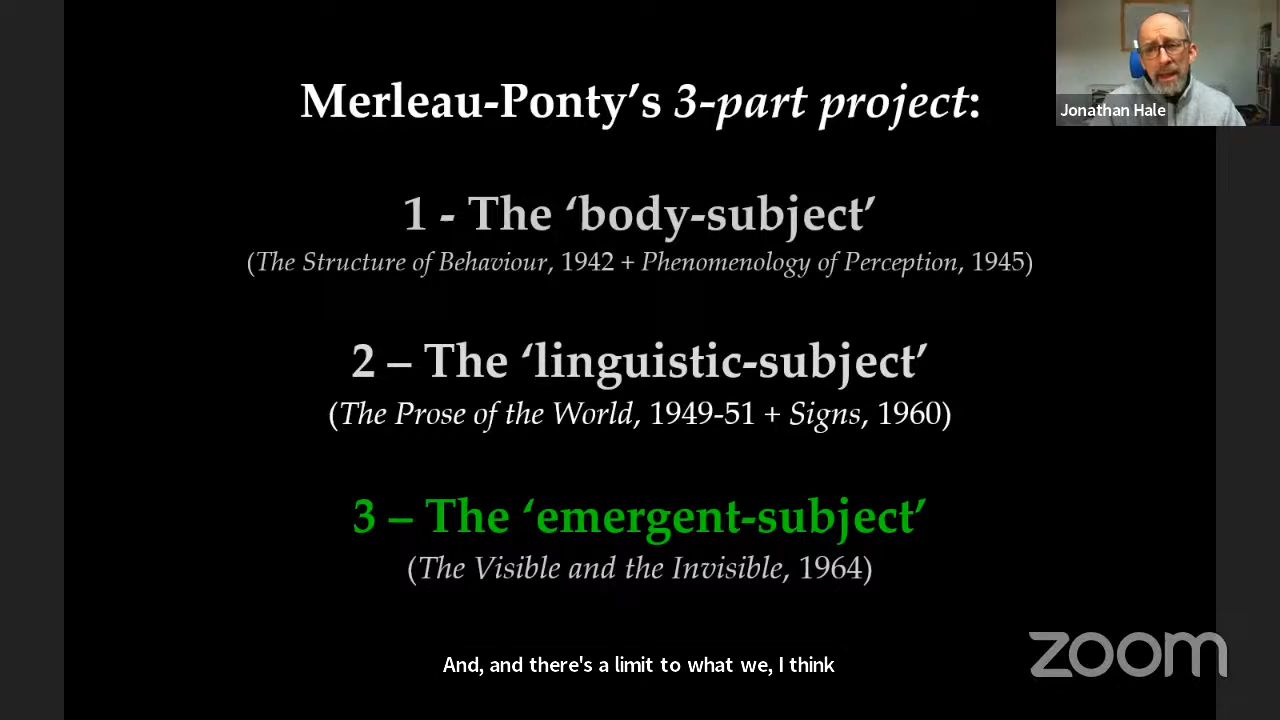 Merleau-Ponty’s 3-part project:
Jonathan Hale
1 - The ‘body-subject’
(The Structure of Behaviour, 1942 + Phenomenology of Perception, 1945)
2 – The ‘linguistic-subject’
(The Prose of the World, 1949-51 + Signs, 1960)
3 – The ‘emergent-subject’
(The Visible and the Invisible, 1964)
And, and there's a limit to what we, I think
zoom